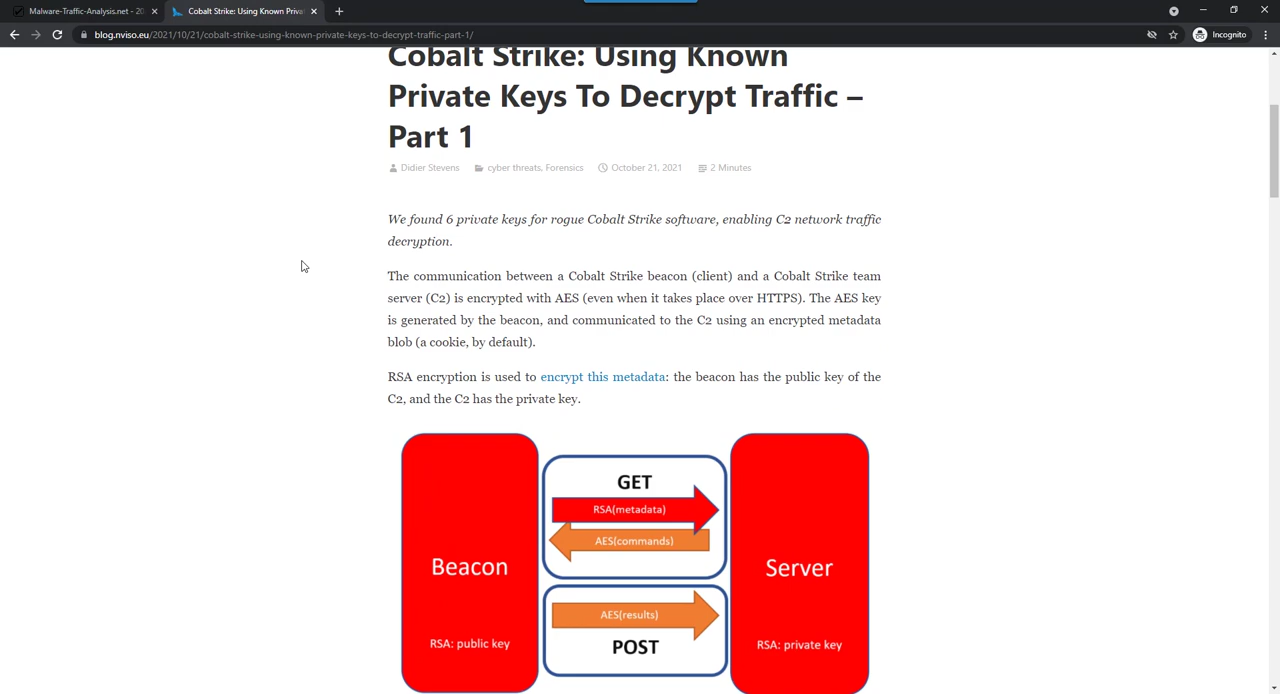 Malware-Traffic-Analysis.net - 20
Cobalt Strike: Using Known Priva
blog.nviso.eu/2021/10/21/cobalt-strike-using-known-private-keys-to-decrypt-traffic-part-1/
Incognito
Cobalt Strike: Using Known
Private Keys To Decrypt Traffic –
Part 1
Didier Stevens cyber threats, Forensics October 21, 2021 2 Minutes
We found 6 private keys for rogue Cobalt Strike software, enabling C2 network traffic
decryption.
The communication between a Cobalt Strike beacon (client) and a Cobalt Strike team
server (C2) is encrypted with AES (even when it takes place over HTTPS). The AES key
is generated by the beacon, and communicated to the C2 using an encrypted metadata
blob (a cookie, by default).
RSA encryption is used to encrypt this metadata: the beacon has the public key of the
C2, and the C2 has the private key.
GET
RSA(metadata)
AES(commands)
Beacon
Server
AES(results)
POST
RSA: public key
RSA: private key